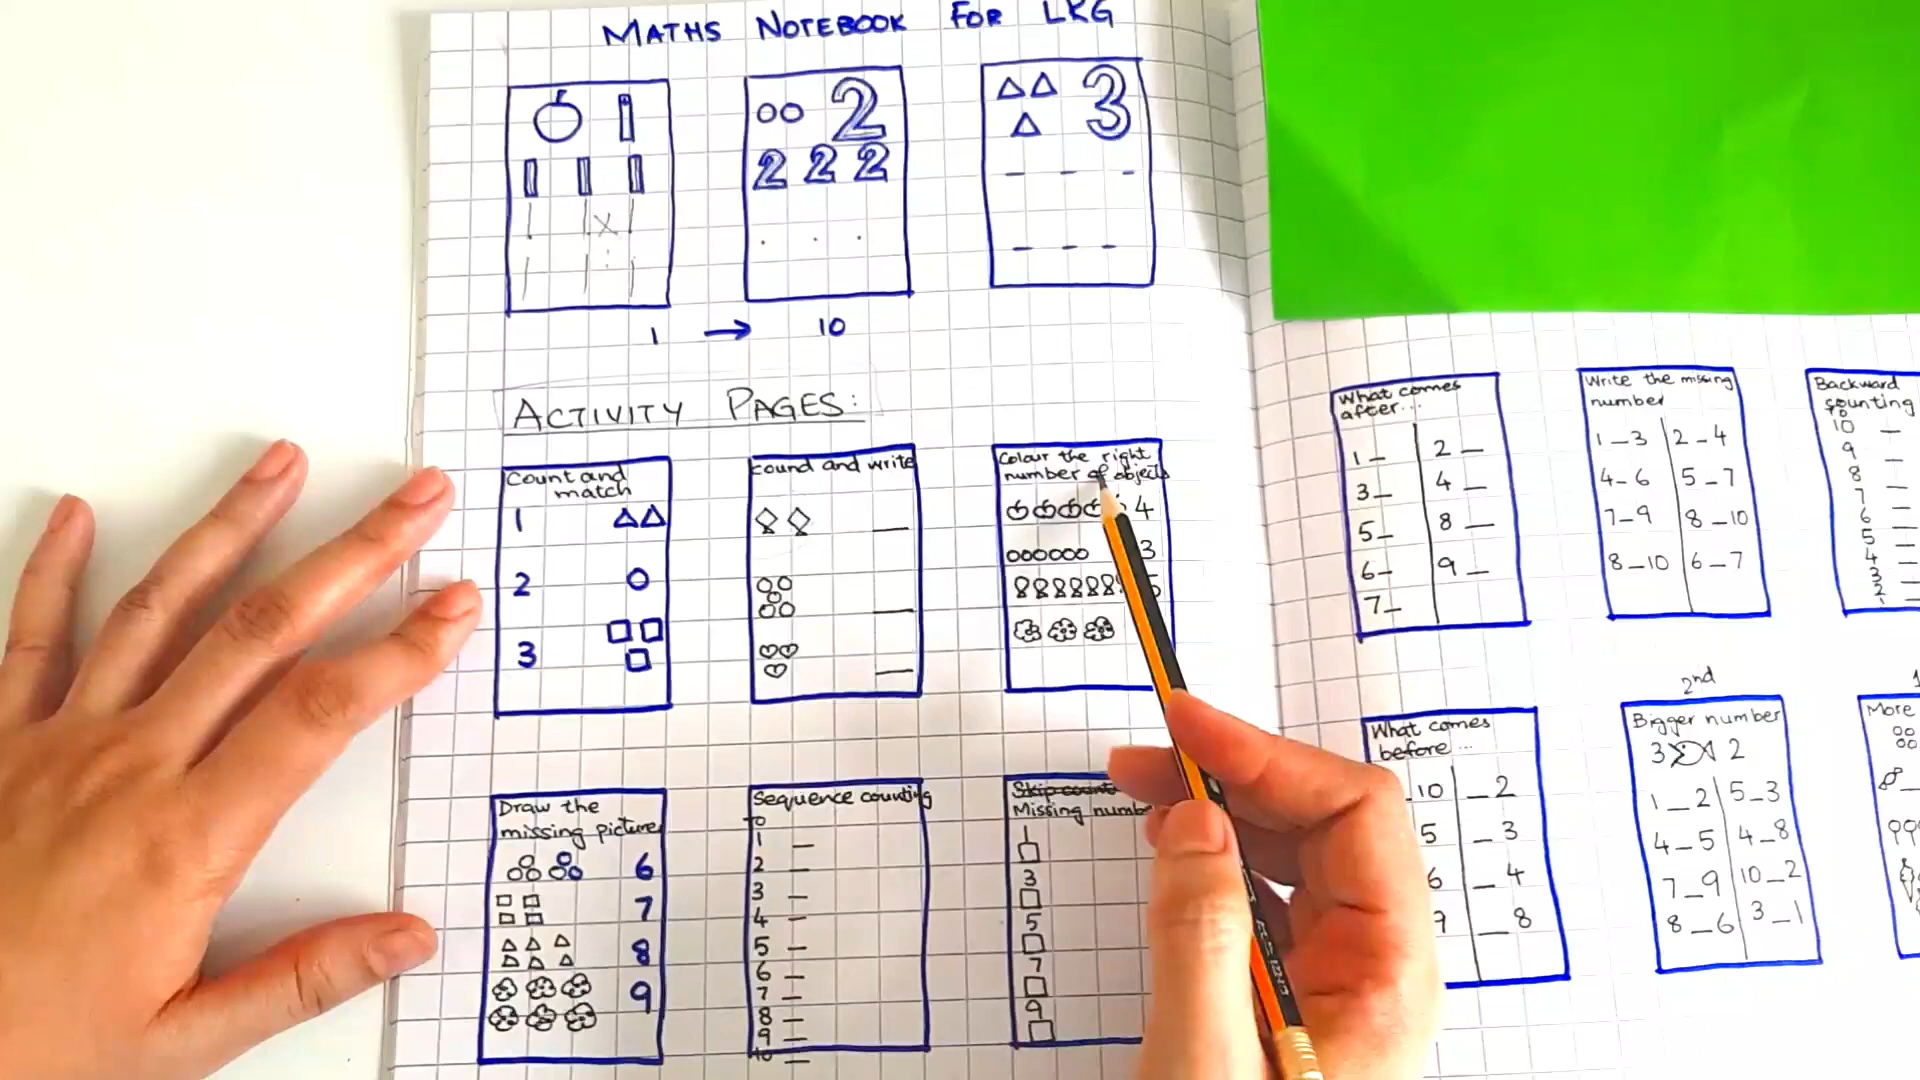 MATHS NOTEBOOK FOR LKG
1
2
2 2 2
3
1 → 10
ACTIVITY PAGES:
Count and
match
1
2
3
cound and write
Colour the right
number of objects
4
3
5
Draw the
missing picture
6
7
8
9
Sequence counting
1 _
2 _
3 _
4 _
5 _
6 _
7 _
8 _
9 _
10 _
Skip count
Missing numbe
1
3
5
7
9
What comes
after...
1 _ 2 _
3 _ 4 _
5 _ 8 _
6 _ 9 _
7 _
Write the missing
number
1 _ 3 2 _ 4
4 _ 6 5 _ 7
7 _ 9 8 _ 10
8 _ 10 6 _ 7
Backward
counting
10 _
9 _
8 _
7 _
6 _
5 _
4 _
3 _
2 _
1 _
What comes
before ...
_ 10 _ 2
5 _ 3
6 _ 4
9 _ 8
2nd
Bigger number
3 2
1 _ 2 5 _ 3
4 _ 5 4 _ 8
7 _ 9 10 _ 2
8 _ 6 3 _ 1
More